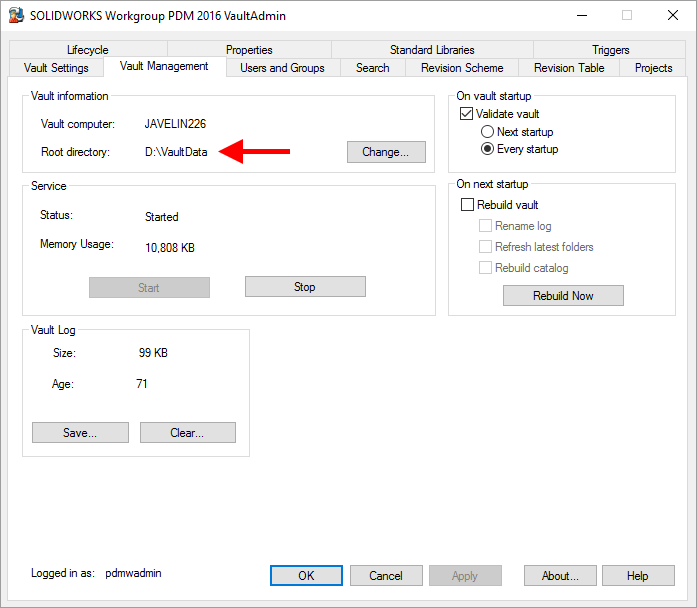 SOLIDWORKS Workgroup PDM 2016 VaultAdmin
Lifecycle Properties Standard Libraries Triggers
Vault Settings Vault Management Users and Groups Search Revision Scheme Revision Table Projects
Vault information
Vault computer: JAVELIN226
Root directory: D:\VaultData
Change...
Service
Status: Started
Memory Usage: 10,808 KB
Start Stop
Vault Log
Size: 99 KB
Age: 71
Save... Clear...
On vault startup
Validate vault
Next startup
Every startup
On next startup
Rebuild vault
Rename log
Refresh latest folders
Rebuild catalog
Rebuild Now
Logged in as: pdmwadmin
OK Cancel Apply About... Help